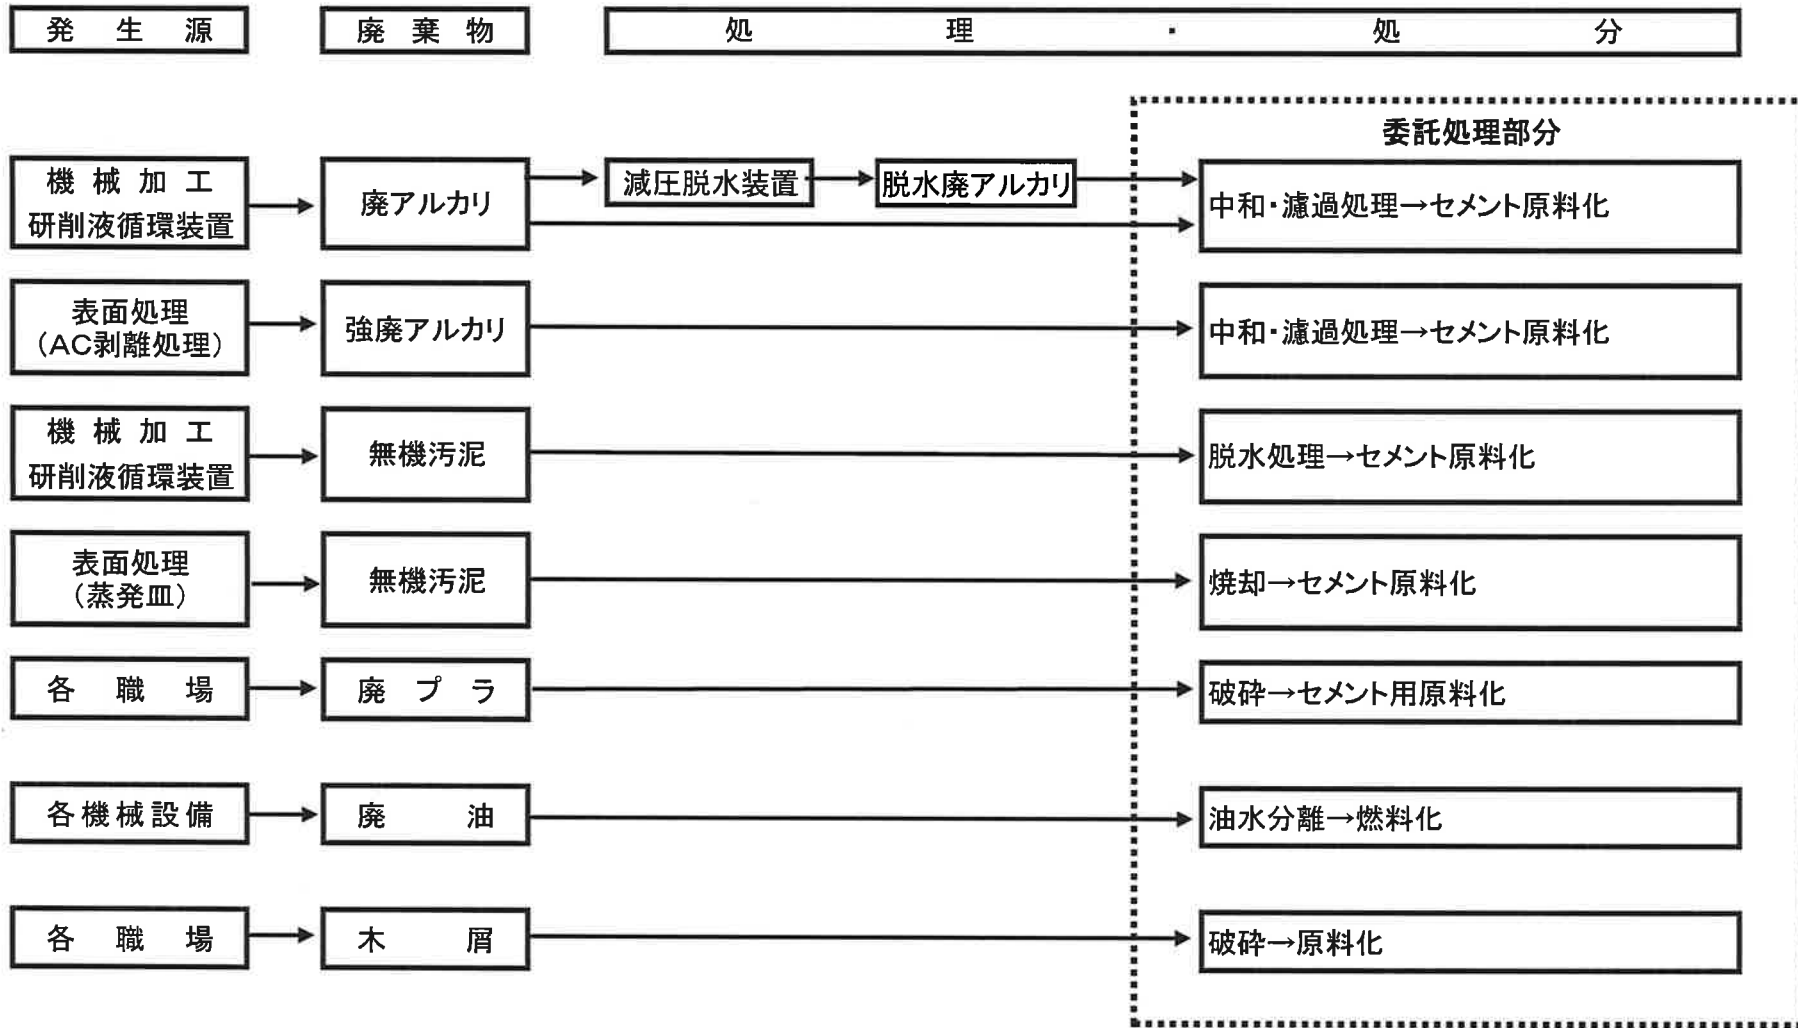 発生源
廃棄物
処理・処分
委託処理部分
機械加工
研削液循環装置
廃アルカリ
減圧脱水装置
脱水廃アルカリ
中和・濾過処理→セメント原料化
表面処理
(AC剥離処理)
強廃アルカリ
中和・濾過処理→セメント原料化
機械加工
研削液循環装置
無機汚泥
脱水処理→セメント原料化
表面処理
(蒸発皿)
無機汚泥
焼却→セメント原料化
各職場
廃プラ
破砕→セメント用原料化
各機械設備
廃油
油水分離→燃料化
各職場
木屑
破砕→原料化